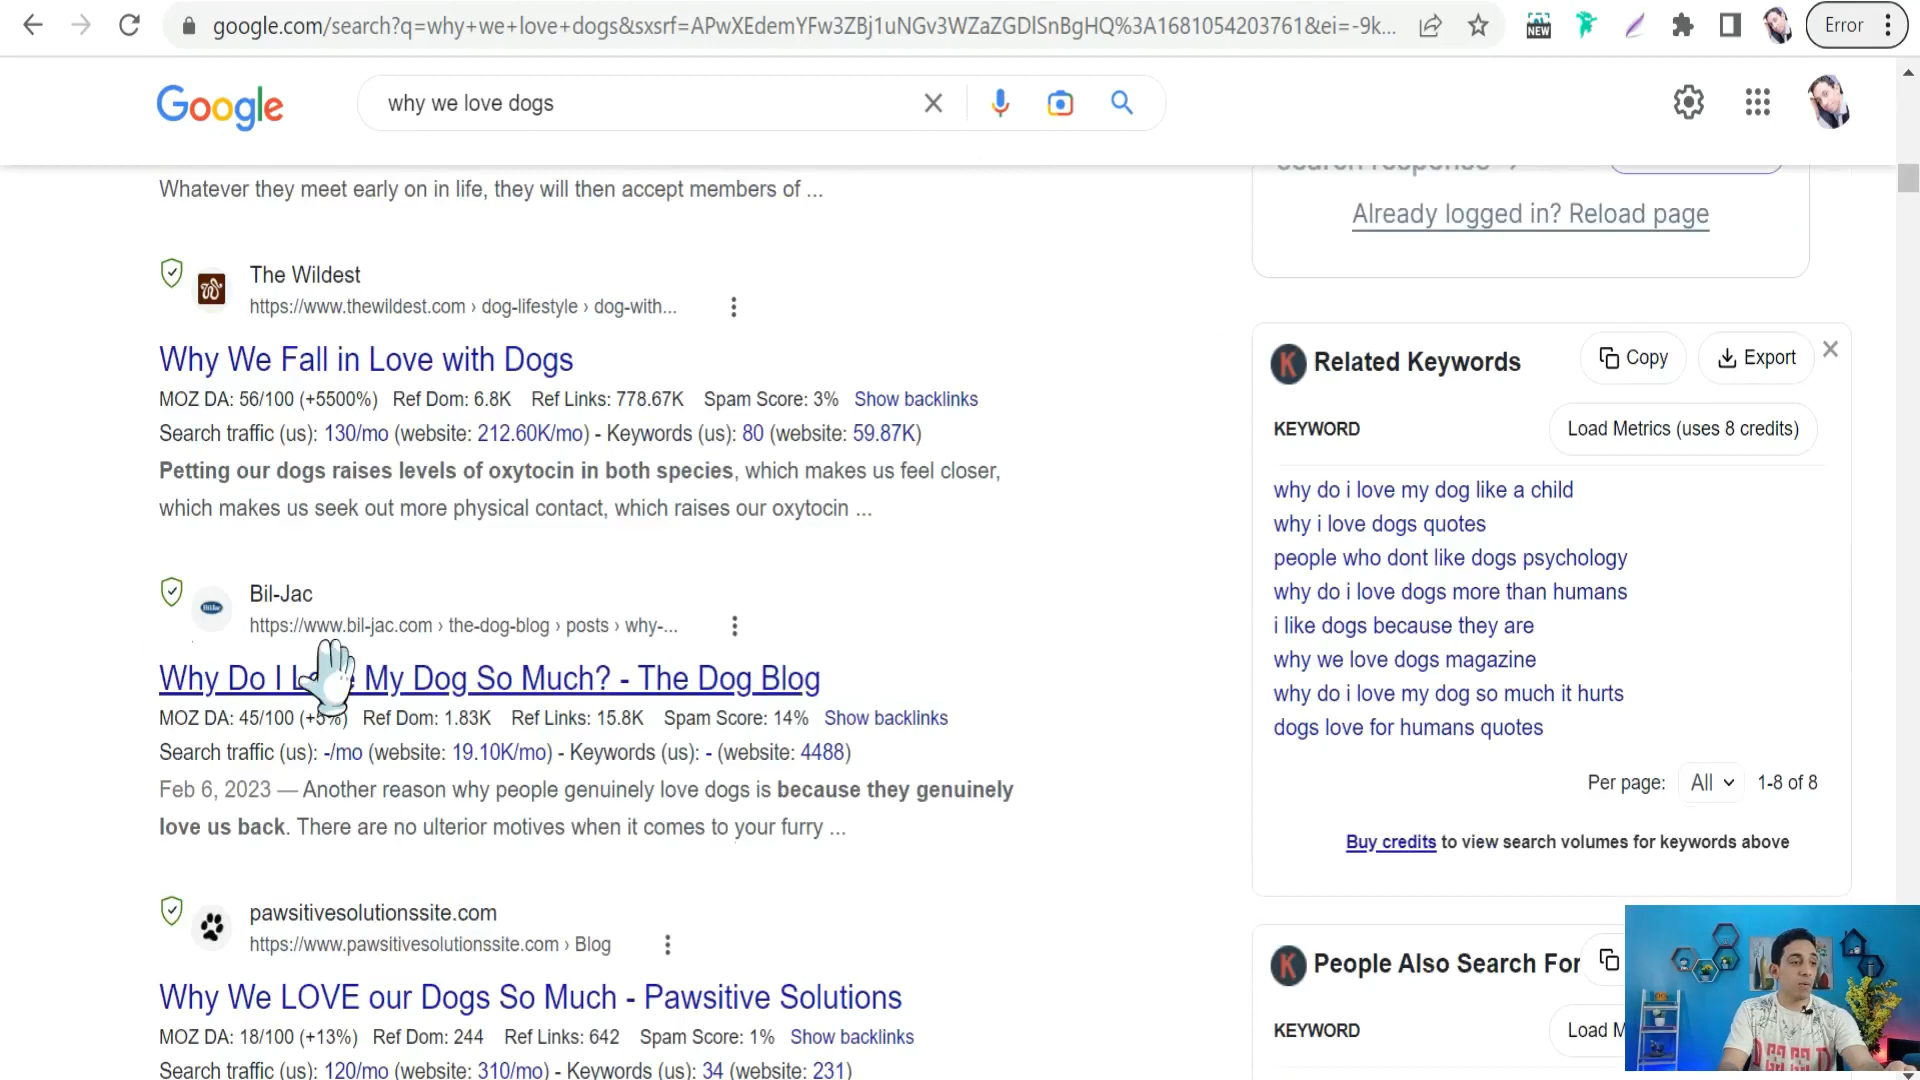 google.com/search?q=why+we+love+dogs&sxsrf=APwXEdemYFw3ZBj1uNGv3WZaZGDlSnBgHQ%3A1681054203761&ei=-9k...
NEW
Error
Google
why we love dogs
Whatever they meet early on in life, they will then accept members of ...
Already logged in? Reload page
The Wildest
https://www.thewildest.com › dog-lifestyle › dog-with...
Why We Fall in Love with Dogs
MOZ DA: 56/100 (+5500%) Ref Dom: 6.8K Ref Links: 778.67K Spam Score: 3% Show backlinks
Search traffic (us): 130/mo (website: 212.60K/mo) - Keywords (us): 80 (website: 59.87K)
Petting our dogs raises levels of oxytocin in both species, which makes us feel closer,
which makes us seek out more physical contact, which raises our oxytocin ...
Bil-Jac
https://www.bil-jac.com › the-dog-blog › posts › why-...
Why Do I My Dog So Much? - The Dog Blog
MOZ DA: 45/100 (+5%) Ref Dom: 1.83K Ref Links: 15.8K Spam Score: 14% Show backlinks
Search traffic (us): -/mo (website: 19.10K/mo) - Keywords (us): - (website: 4488)
Feb 6, 2023 — Another reason why people genuinely love dogs is because they genuinely
love us back. There are no ulterior motives when it comes to your furry ...
pawsitivesolutionssite.com
https://www.pawsitivesolutionssite.com › Blog
Why We LOVE our Dogs So Much - Pawsitive Solutions
MOZ DA: 18/100 (+13%) Ref Dom: 244 Ref Links: 642 Spam Score: 1% Show backlinks
Search traffic (us): 120/mo (website: 310/mo) - Keywords (us): 34 (website: 231)
K Related Keywords
Copy
Export
KEYWORD
Load Metrics (uses 8 credits)
why do i love my dog like a child
why i love dogs quotes
people who dont like dogs psychology
why do i love dogs more than humans
i like dogs because they are
why we love dogs magazine
why do i love my dog so much it hurts
dogs love for humans quotes
Per page: All 1-8 of 8
Buy credits to view search volumes for keywords above
K People Also Search For
KEYWORD
Load M